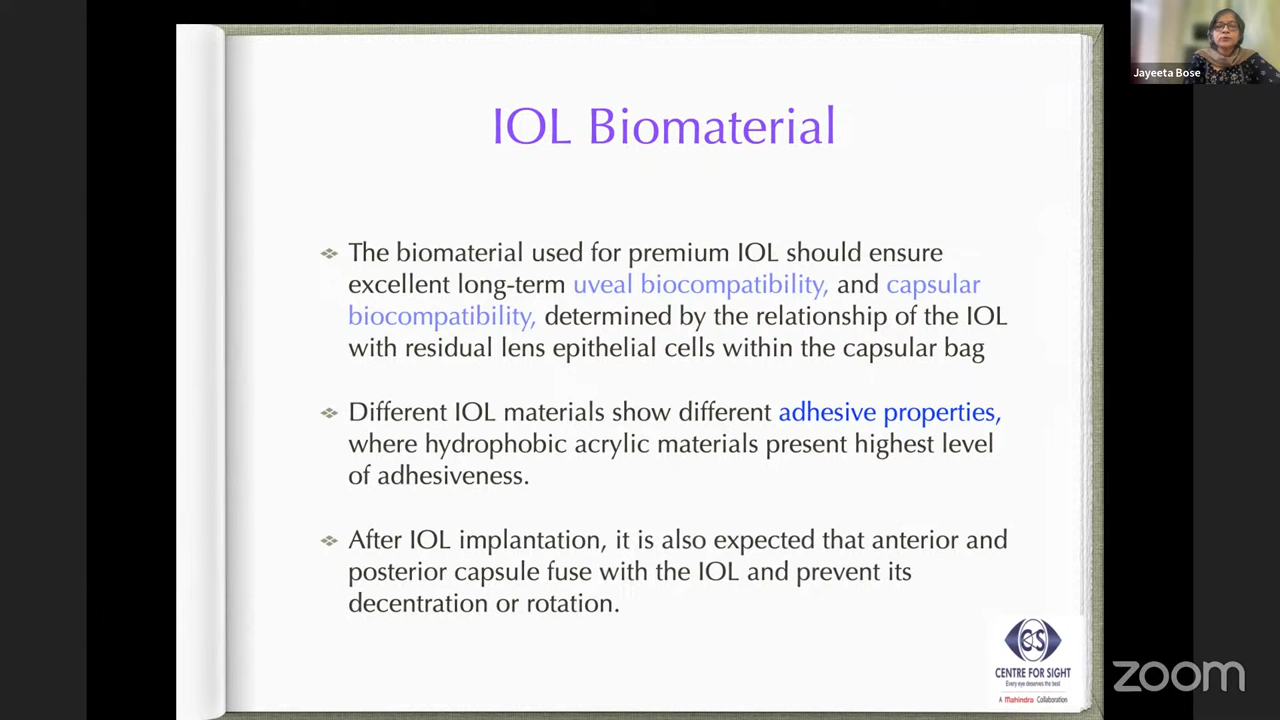 Jayeeta Bose
IOL Biomaterial
The biomaterial used for premium IOL should ensure
excellent long-term uveal biocompatibility, and capsular
biocompatibility, determined by the relationship of the IOL
with residual lens epithelial cells within the capsular bag
Different IOL materials show different adhesive properties,
where hydrophobic acrylic materials present highest level
of adhesiveness.
After IOL implantation, it is also expected that anterior and
posterior capsule fuse with the IOL and prevent its
decentration or rotation.
CS
CENTRE FOR SIGHT
Every eye deserves the best
A Mahindra Collaboration
zoom